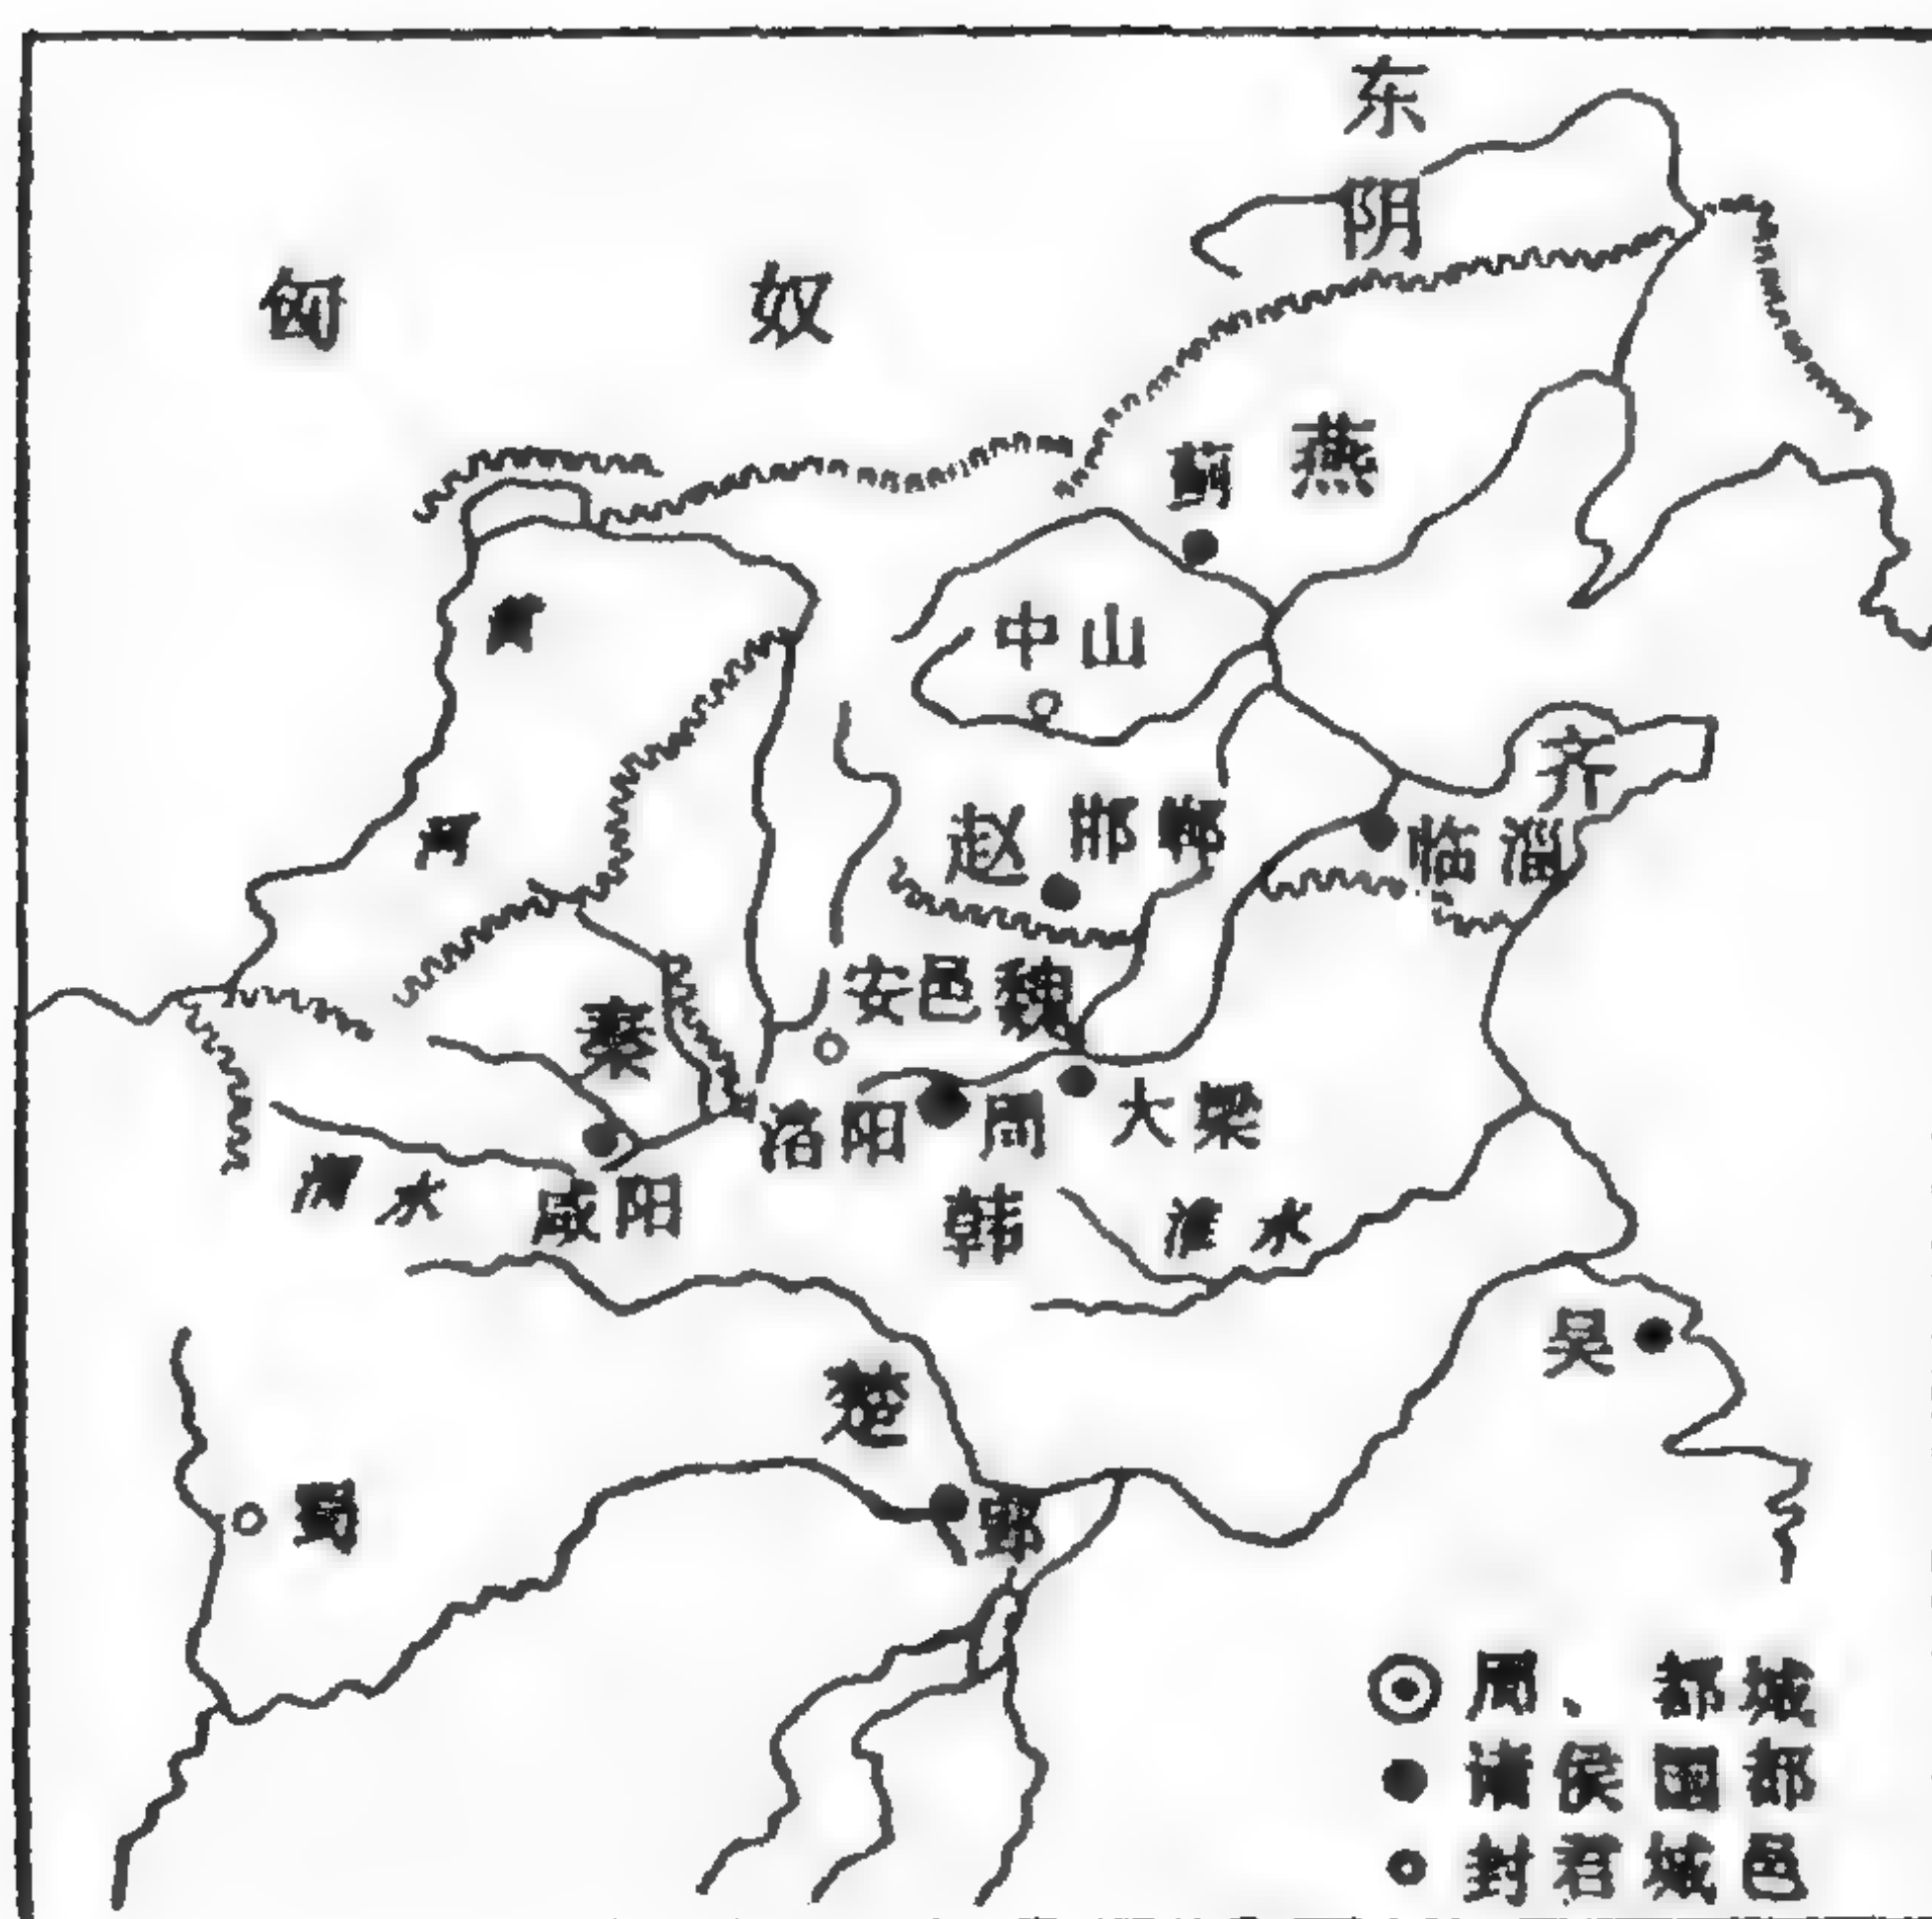 东
阴
匈奴
蓟
燕
中山
齐
赵
邯郸
临淄
安邑
魏
秦
洛阳
周
大梁
渭水
咸阳
韩
淮水
吴
楚
蜀
郢
周、都城
诸侯国都
封君城邑